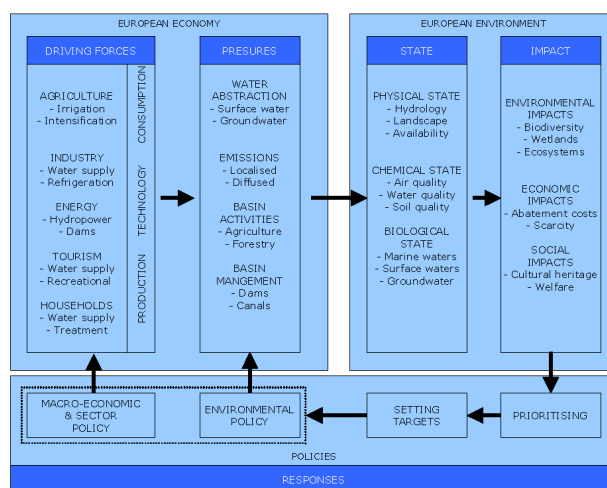 EUROPEAN ECONOMY
DRIVING FORCES
AGRICULTURE
- Irrigation
- Intensification
INDUSTRY
- Water supply
- Refrigeration
ENERGY
- Hydropower
- Dams
TOURISM
- Water supply
- Recreational
HOUSEHOLDS
- Water supply
- Treatment
CONSUMPTION
TECHNOLOGY
PRODUCTION
PRESURES
WATER
ABSTRACTION
- Surface water
- Groundwater
EMISSIONS
- Localised
- Diffused
BASIN
ACTIVITIES
- Agriculture
- Forestry
BASIN
MANGEMENT
- Dams
- Canals
EUROPEAN ENVIRONMENT
STATE
PHYSICAL STATE
- Hydrology
- Landscape
- Availability
CHEMICAL STATE
- Air quality
- Water quality
- Soil quality
BIOLOGICAL
STATE
- Marine waters
- Surface waters
- Groundwater
IMPACT
ENVIRONMENTAL
IMPACTS
- Biodiversity
- Wetlands
- Ecosystems
ECONOMIC
IMPACTS
- Abatement costs
- Scarcity
SOCIAL
IMPACTS
- Cultural heritage
- Welfare
MACRO-ECONOMIC
& SECTOR
POLICY
ENVIRONMENTAL
POLICY
SETTING
TARGETS
PRIORITISING
POLICIES
RESPONSES